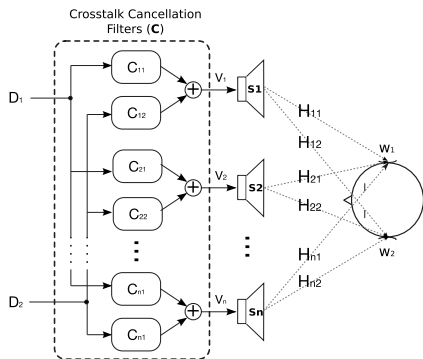 Crosstalk Cancellation
Filters (C)
D1
C11
C12
+
V1
S1
H11
H12
W1
C21
C22
+
V2
S2
H21
H22
W2
D2
Cn1
Cn1
+
Vn
Sn
Hn1
Hn2